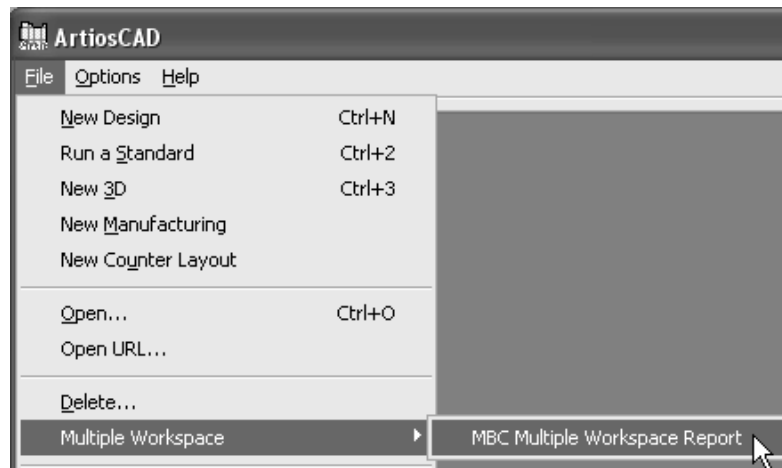 ArtiosCAD
File Options Help
New Design Ctrl+N
Run a Standard Ctrl+2
New 3D Ctrl+3
New Manufacturing
New Counter Layout
Open... Ctrl+O
Open URL...
Delete...
Multiple Workspace MBC Multiple Workspace Report